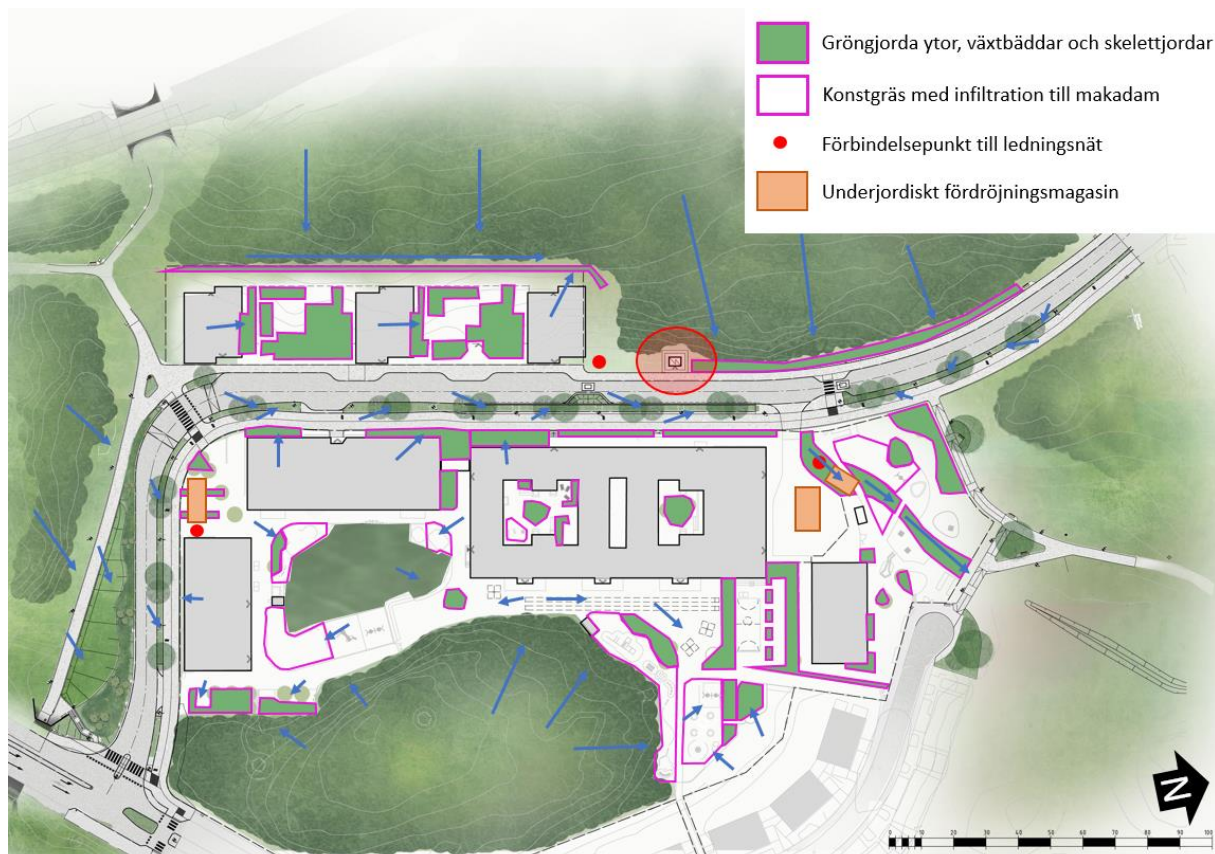 Gröngjorda ytor, växtbäddar och skelettjordar
Konstgräs med infiltration till makadam
Förbindelsepunkt till ledningsnät
Underjordiskt fördröjningsmagasin
N
0 10 20 30 40 50 60 70 80 90 100